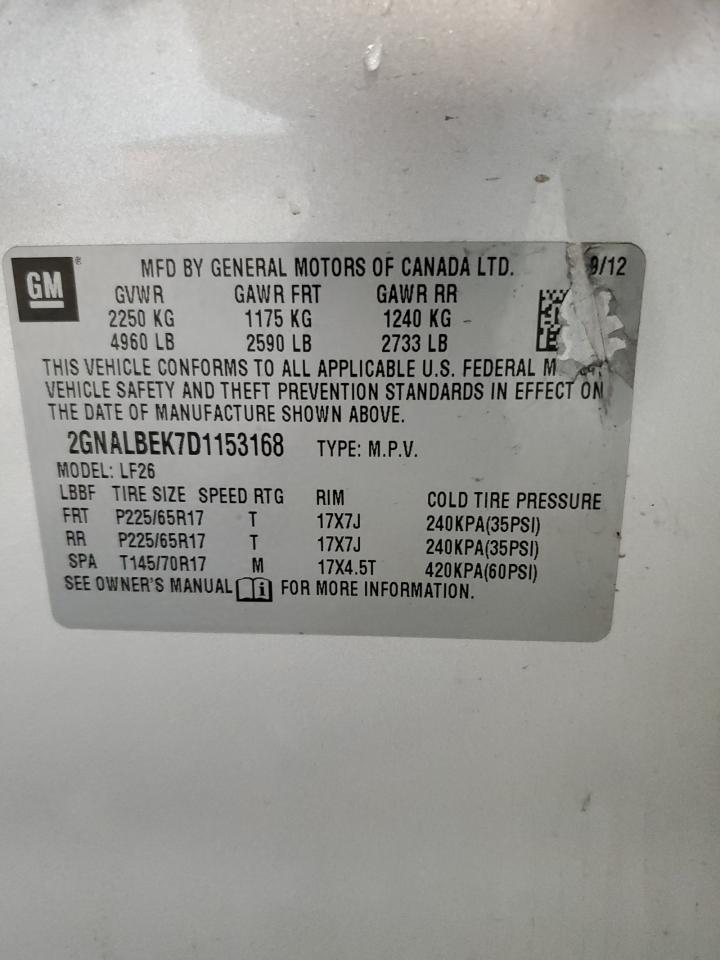 GM ® MFD BY GENERAL MOTORS OF CANADA LTD. 9/12
GVWR GAWR FRT GAWR RR
2250 KG 1175 KG 1240 KG
4960 LB 2590 LB 2733 LB
THIS VEHICLE CONFORMS TO ALL APPLICABLE U.S. FEDERAL
VEHICLE SAFETY AND THEFT PREVENTION STANDARDS IN EFFECT ON
THE DATE OF MANUFACTURE SHOWN ABOVE.
2GNALBEK7D1153168 TYPE: M.P.V.
MODEL: LF26
LBBF TIRE SIZE SPEED RTG RIM COLD TIRE PRESSURE
FRT P225/65R17 T 17X7J 240KPA(35PSI)
RR P225/65R17 T 17X7J 240KPA(35PSI)
SPA T145/70R17 M 17X4.5T 420KPA(60PSI)
SEE OWNER'S MANUAL i FOR MORE INFORMATION.